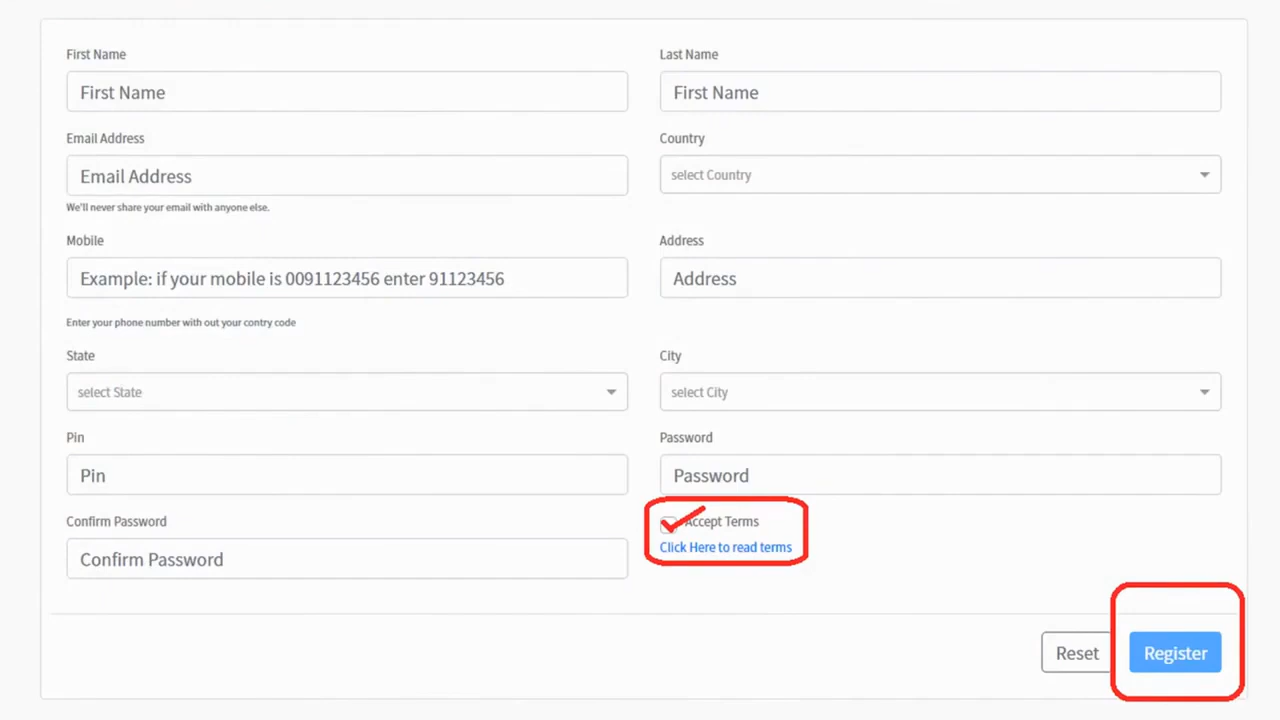 First Name
Last Name
First Name
First Name
Email Address
Country
Email Address
select Country
We'll never share your email with anyone else.
Mobile
Address
Example: if your mobile is 0091123456 enter 91123456
Address
Enter your phone number with out your contry code
State
City
select State
select City
Pin
Password
Pin
Password
Confirm Password
Accept Terms
Click Here to read terms
Confirm Password
Reset
Register